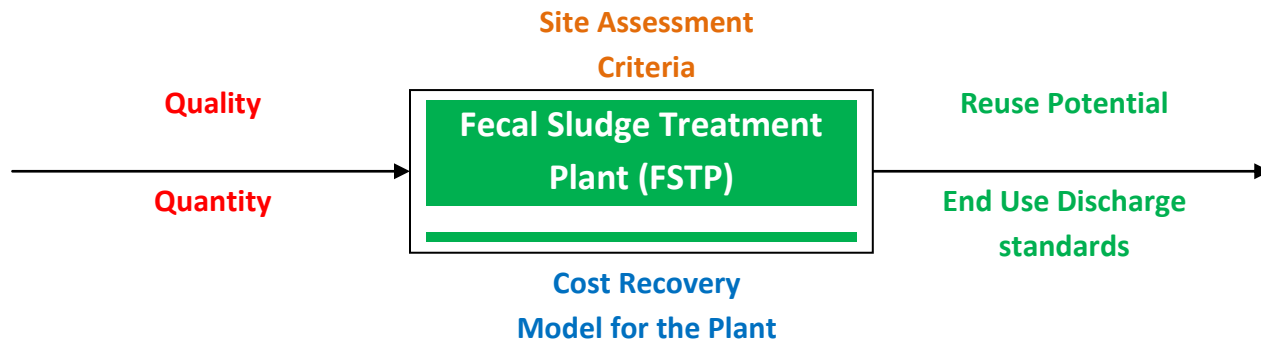 Site Assessment
Criteria
Quality
Quantity
Fecal Sludge Treatment
Plant (FSTP)
Reuse Potential
End Use Discharge
standards
Cost Recovery
Model for the Plant